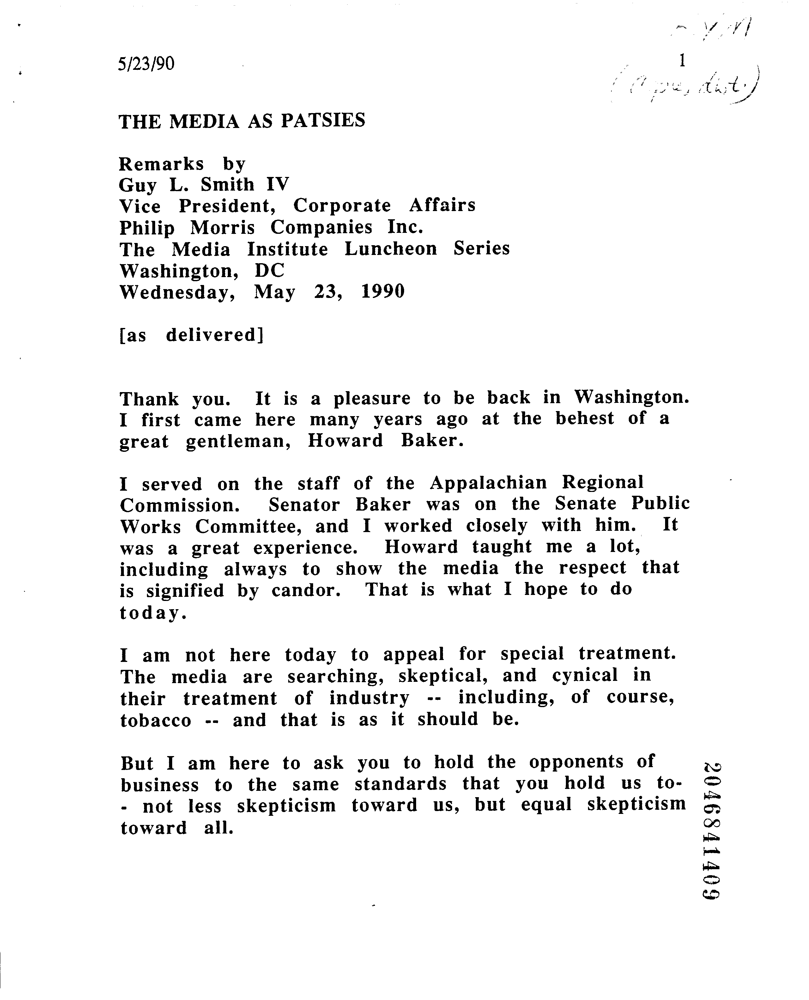 5/23/90
1
THE MEDIA AS PATSIES
Remarks by
Guy L. Smith IV
Vice President, Corporate Affairs
Philip Morris Companies Inc.
The Media Institute Luncheon Series
Washington, DC
Wednesday, May 23, 1990
[as delivered]
Thank you. It is a pleasure to be back in Washington.
I first came here many years ago at the behest of a
great gentleman, Howard Baker.
I served on the staff of the Appalachian Regional
Commission. Senator Baker was on the Senate Public
Works Committee, and I worked closely with him. It
was a great experience. Howard taught me a lot,
including always to show the media the respect that
is signified by candor. That is what I hope to do
today.
I am not here today to appeal for special treatment.
The media are searching, skeptical, and cynical in
their treatment of industry -- including, of course,
tobacco -- and that is as it should be.
But I am here to ask you to hold the opponents of
business to the same standards that you hold us to-
- not less skepticism toward us, but equal skepticism
toward all.
2046841409